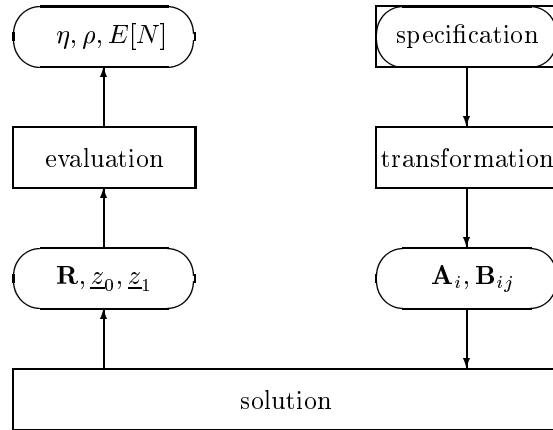 η, ρ, E[N]
specification
evaluation
transformation
R, z₀, z₁
Aᵢ, Bᵢⱼ
solution